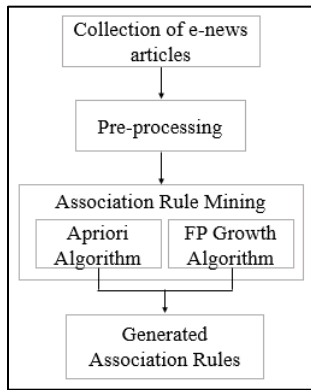 Collection of e-news
articles
Pre-processing
Association Rule Mining
Apriori
Algorithm
FP Growth
Algorithm
Generated
Association Rules